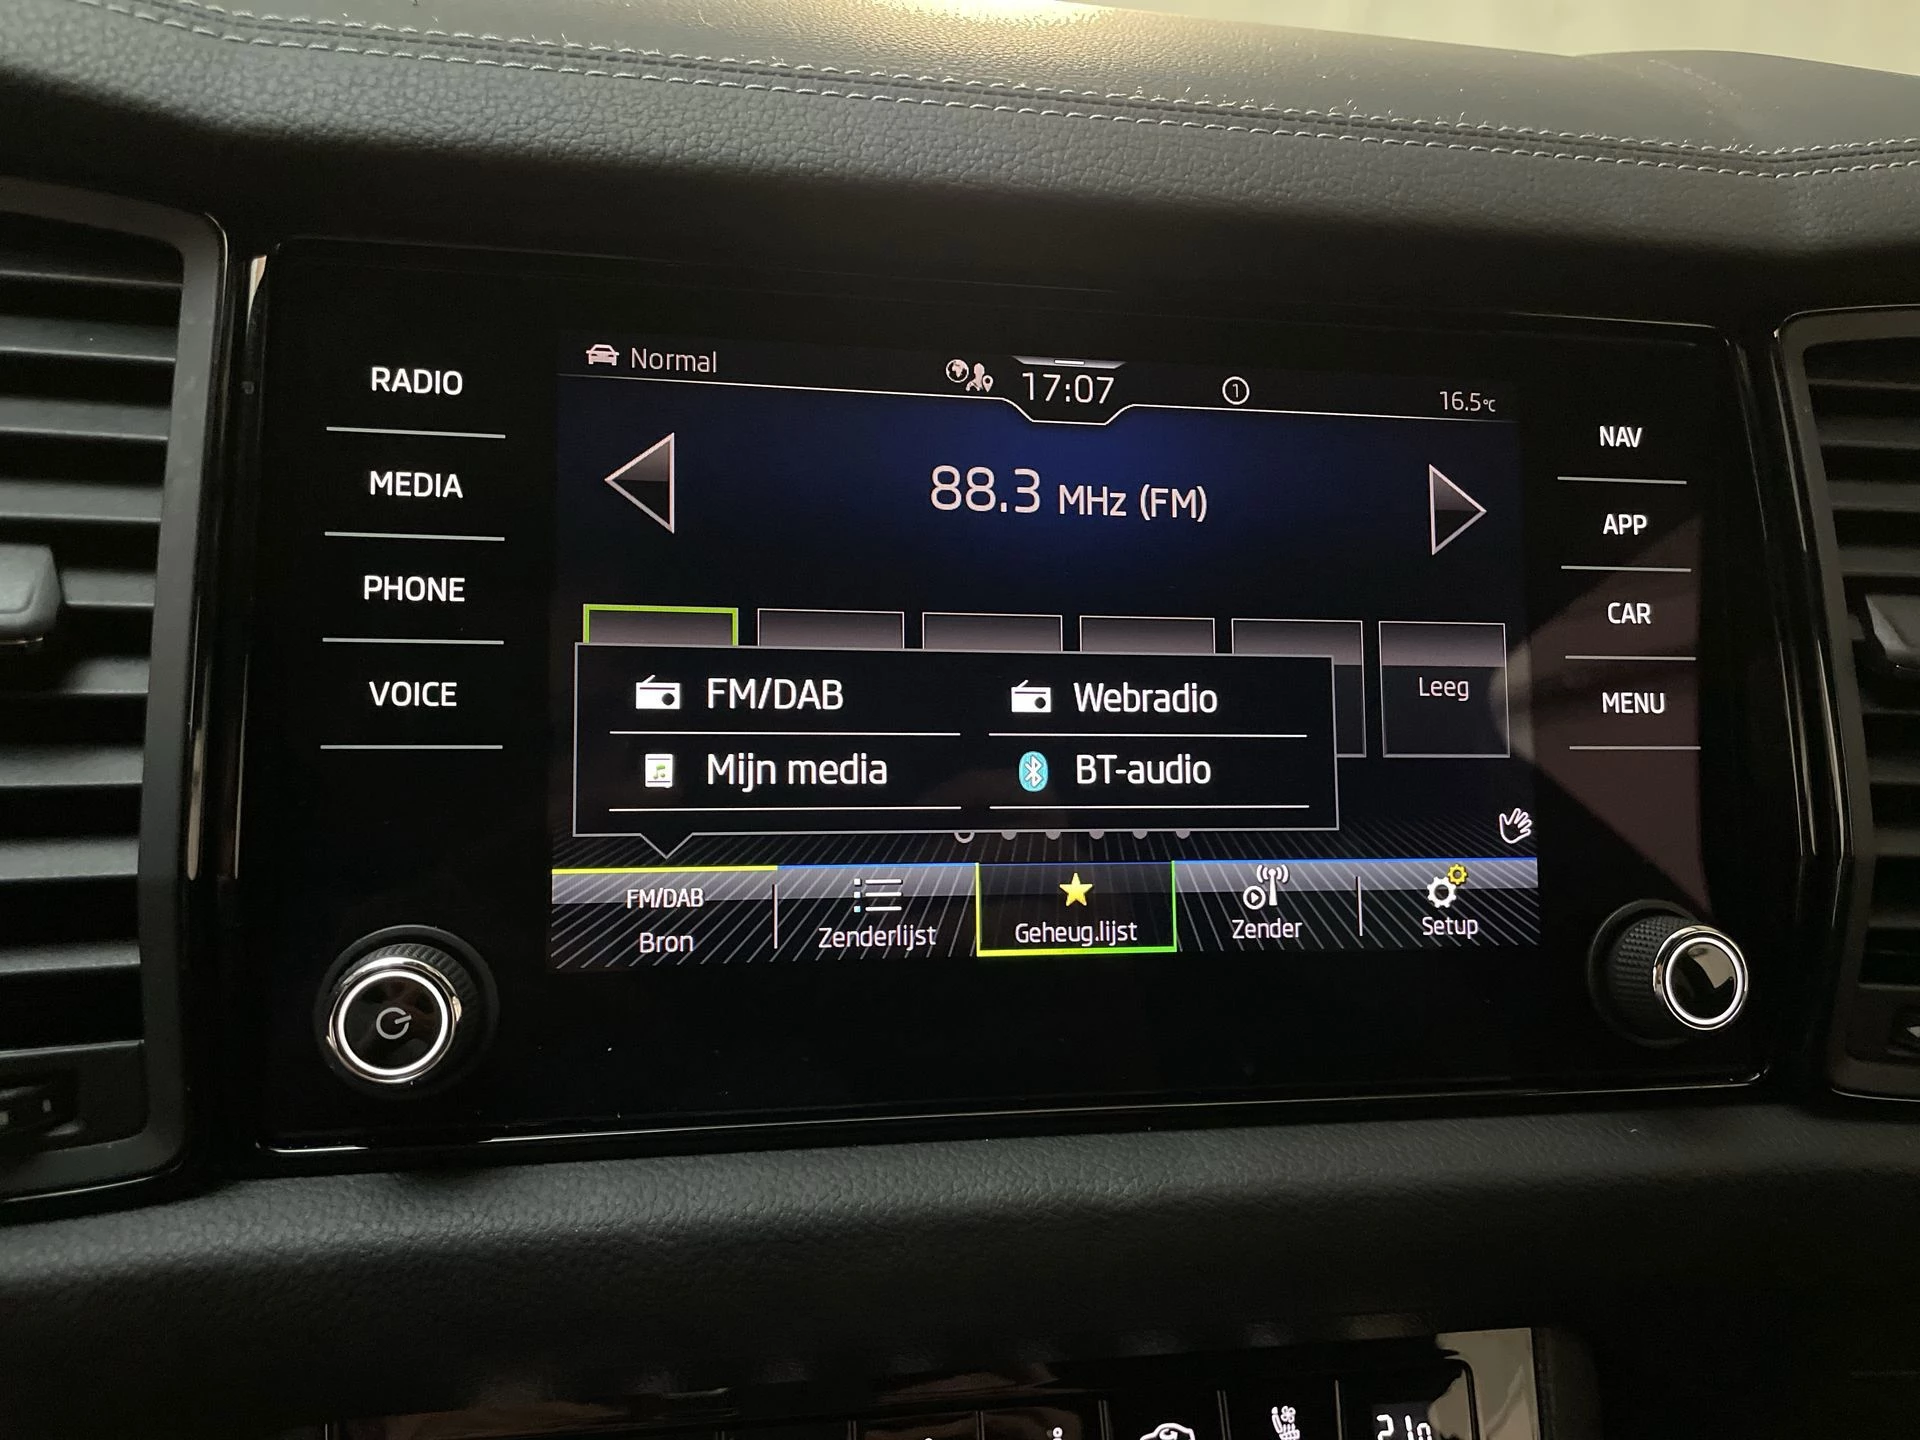 Normal
17:07
1
16.5°C
RADIO
MEDIA
PHONE
VOICE
NAV
APP
CAR
MENU
88.3 MHz (FM)
Leeg
FM/DAB
Webradio
Mijn media
BT-audio
FM/DAB
Bron
Zenderlijst
Geheug.lijst
Zender
Setup